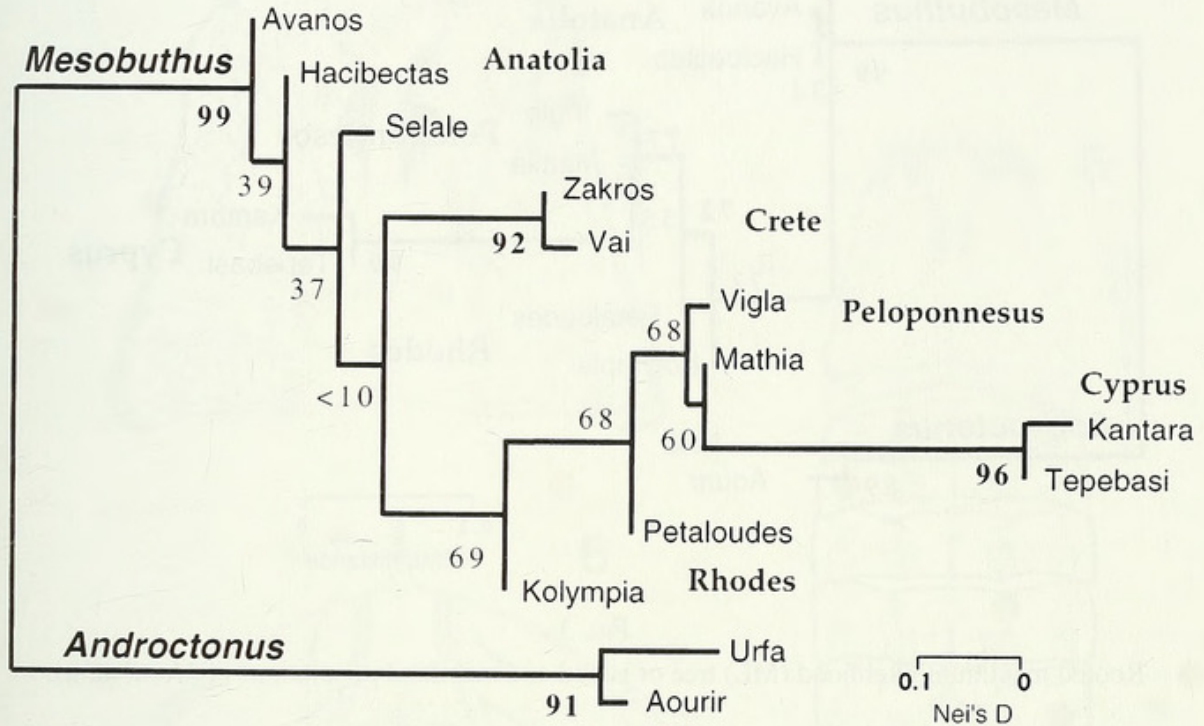 Avanos
Mesobuthus
Hacibectas
Anatolia
99
Selale
39
Zakros
Crete
92
Vai
37
Vigla
Peloponnesus
68
Mathia
Cyprus
<10
68
60
Kantara
96
Tepebasi
Petaloudes
69
Rhodes
Kolympia
Androctonus
Urfa
91
Aourir
0.1 0
Nei's D